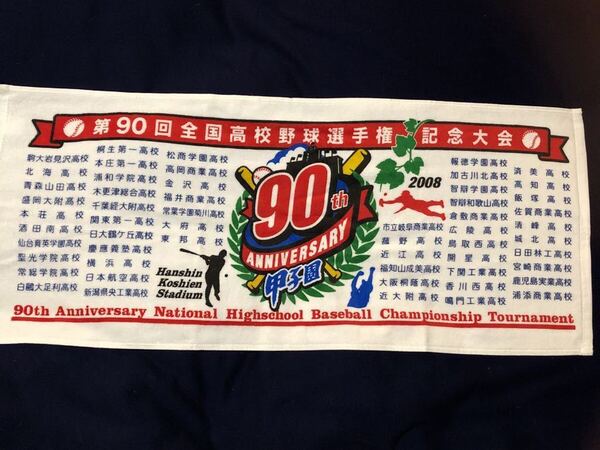 第90回全国高校野球選手権 記念大会
駒大岩見沢高校
北海高校
青森山田高校
盛岡大附高校
本荘高校
酒田南高校
仙台育英学園高校
聖光学院高校
常総学院高校
白鷗大足利高校
桐生第一高校
本庄第一高校
浦和学院高校
木更津総合高校
千葉経大附高校
関東第一高校
日大鶴ケ丘高校
慶應義塾高校
横浜高校
日本航空高校
新潟県央工業高校
松商学園高校
高岡商業高校
金沢高校
福井商業高校
常葉学園菊川高校
大府高校
東邦高校
Hanshin
Koshien
Stadium
90th
ANNIVERSARY
甲子園
2008
市立岐阜商業高校
菰野高校
近江高校
福知山成美高校
大阪桐蔭高校
近大附高校
報徳学園高校
加古川北高校
智辯学園高校
智辯和歌山高校
倉敷商業高校
広陵高校
鳥取西高校
開星高校
下関工業高校
香川西高校
鳴門工業高校
済美高校
高知高校
飯塚高校
佐賀商業高校
清峰高校
城北高校
日田林工高校
宮崎商業高校
鹿児島実業高校
浦添商業高校
90th Anniversary National Highschool Baseball Championship Tournament